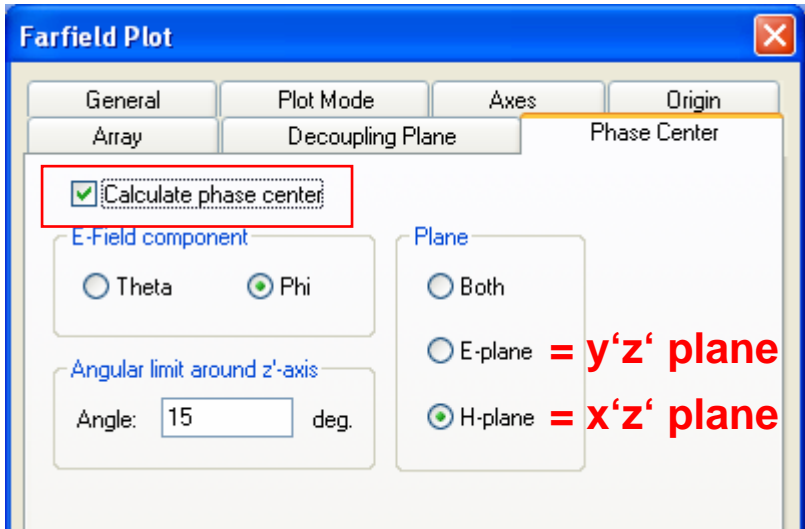 Farfield Plot
General Plot Mode Axes Origin
Array Decoupling Plane Phase Center
Calculate phase center
E-Field component
Theta Phi
Angular limit around z'-axis
Angle: 15 deg.
Plane
Both
E-plane = y‘z‘ plane
H-plane = x‘z‘ plane